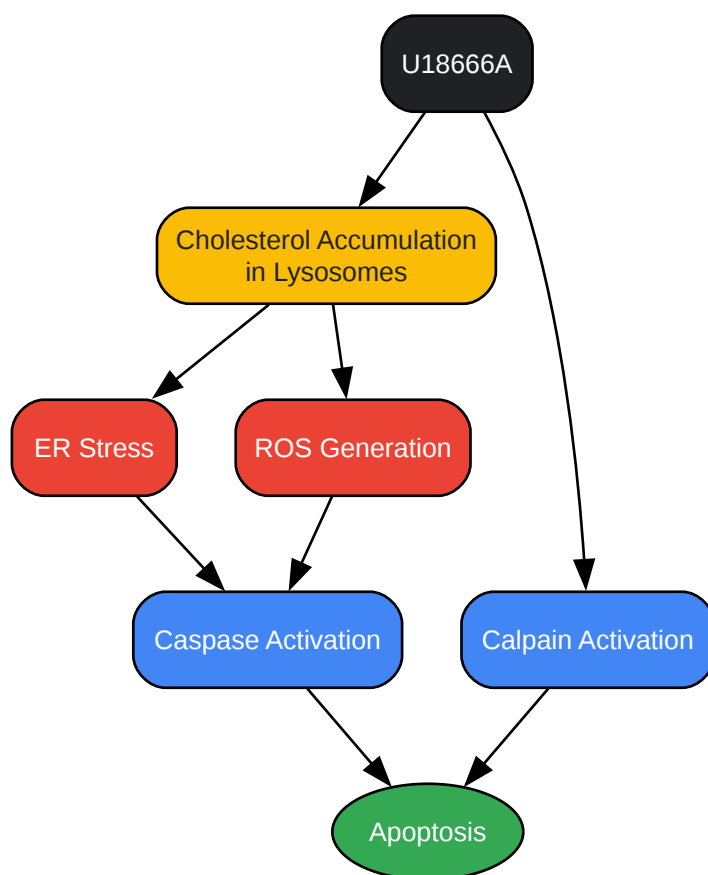 U18666A
Cholesterol Accumulation
in Lysosomes
ER Stress
ROS Generation
Caspase Activation
Calpain Activation
Apoptosis